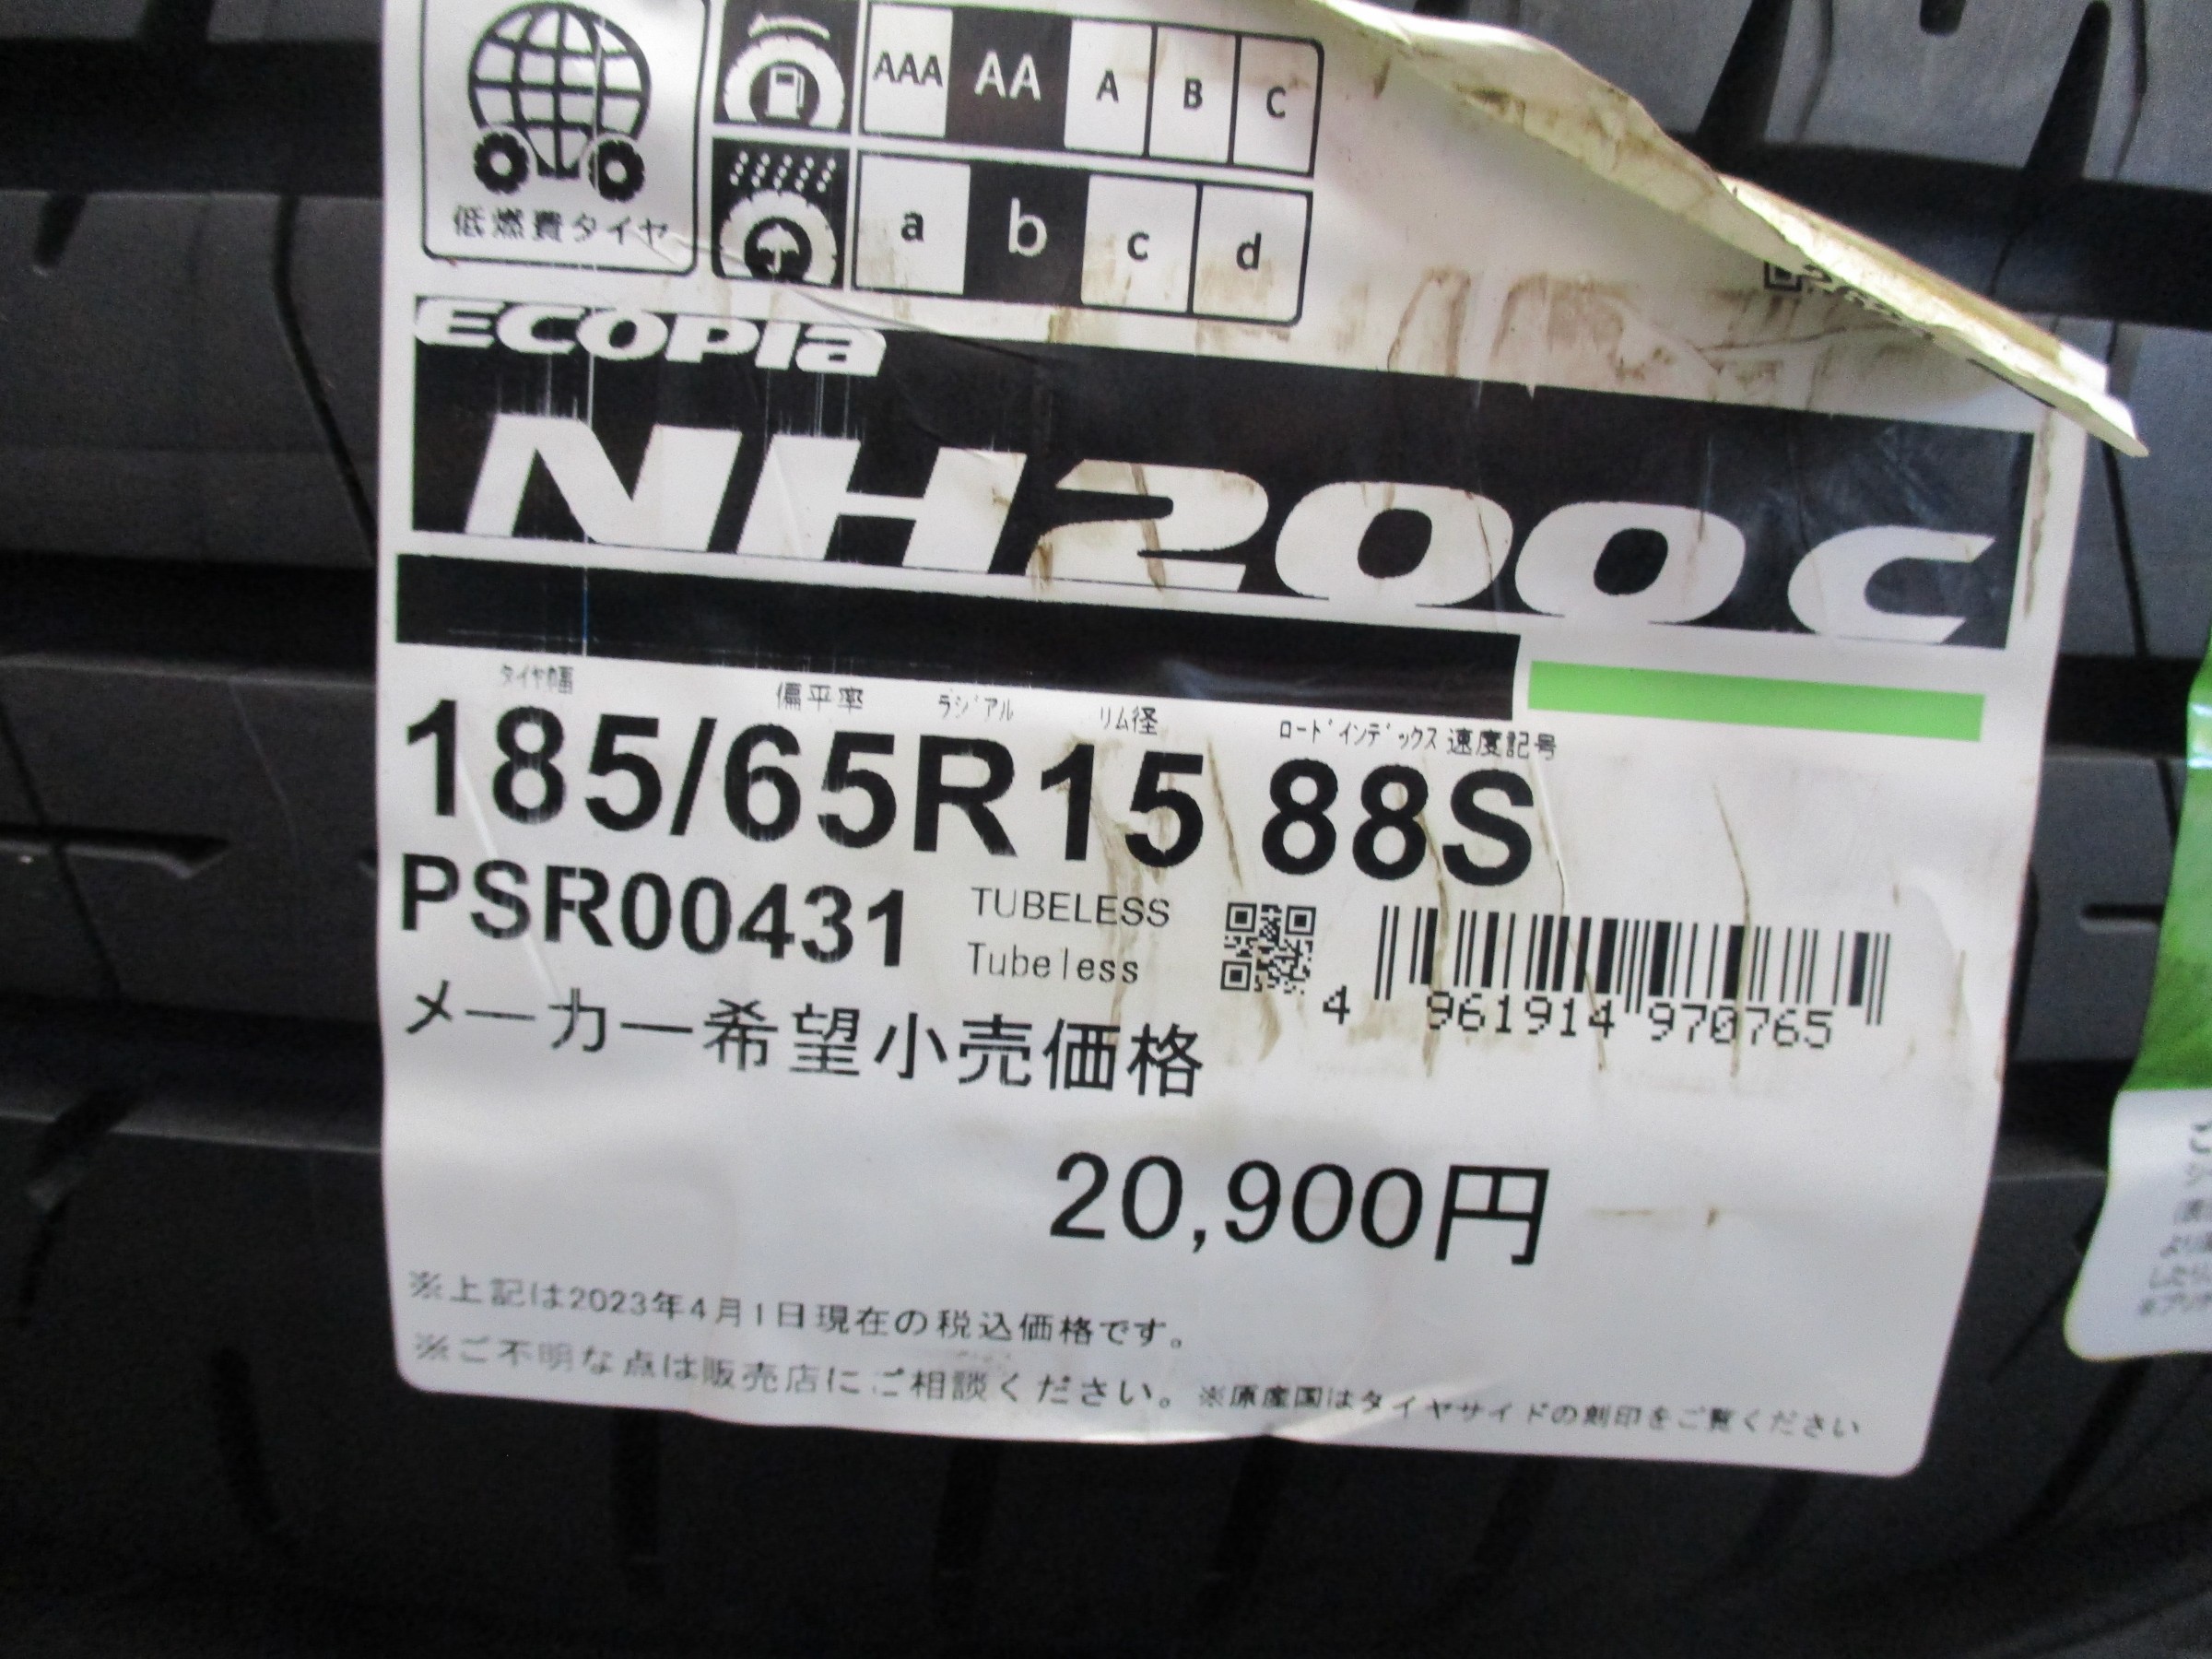 AAA AA A B C
a b c d
低燃費タイヤ
ECOPIA
NH200 C
タイヤ幅 偏平率 ラジアル リム径 ロードインデックス 速度記号
185/65R15 88S
PSR00431
TUBELESS
Tubeless
4 961914 970765
メーカー希望小売価格
20,900円
※上記は2023年4月1日現在の税込価格です。
※ご不明な点は販売店にご相談ください。 ※原産国はタイヤサイドの刻印をご覧ください